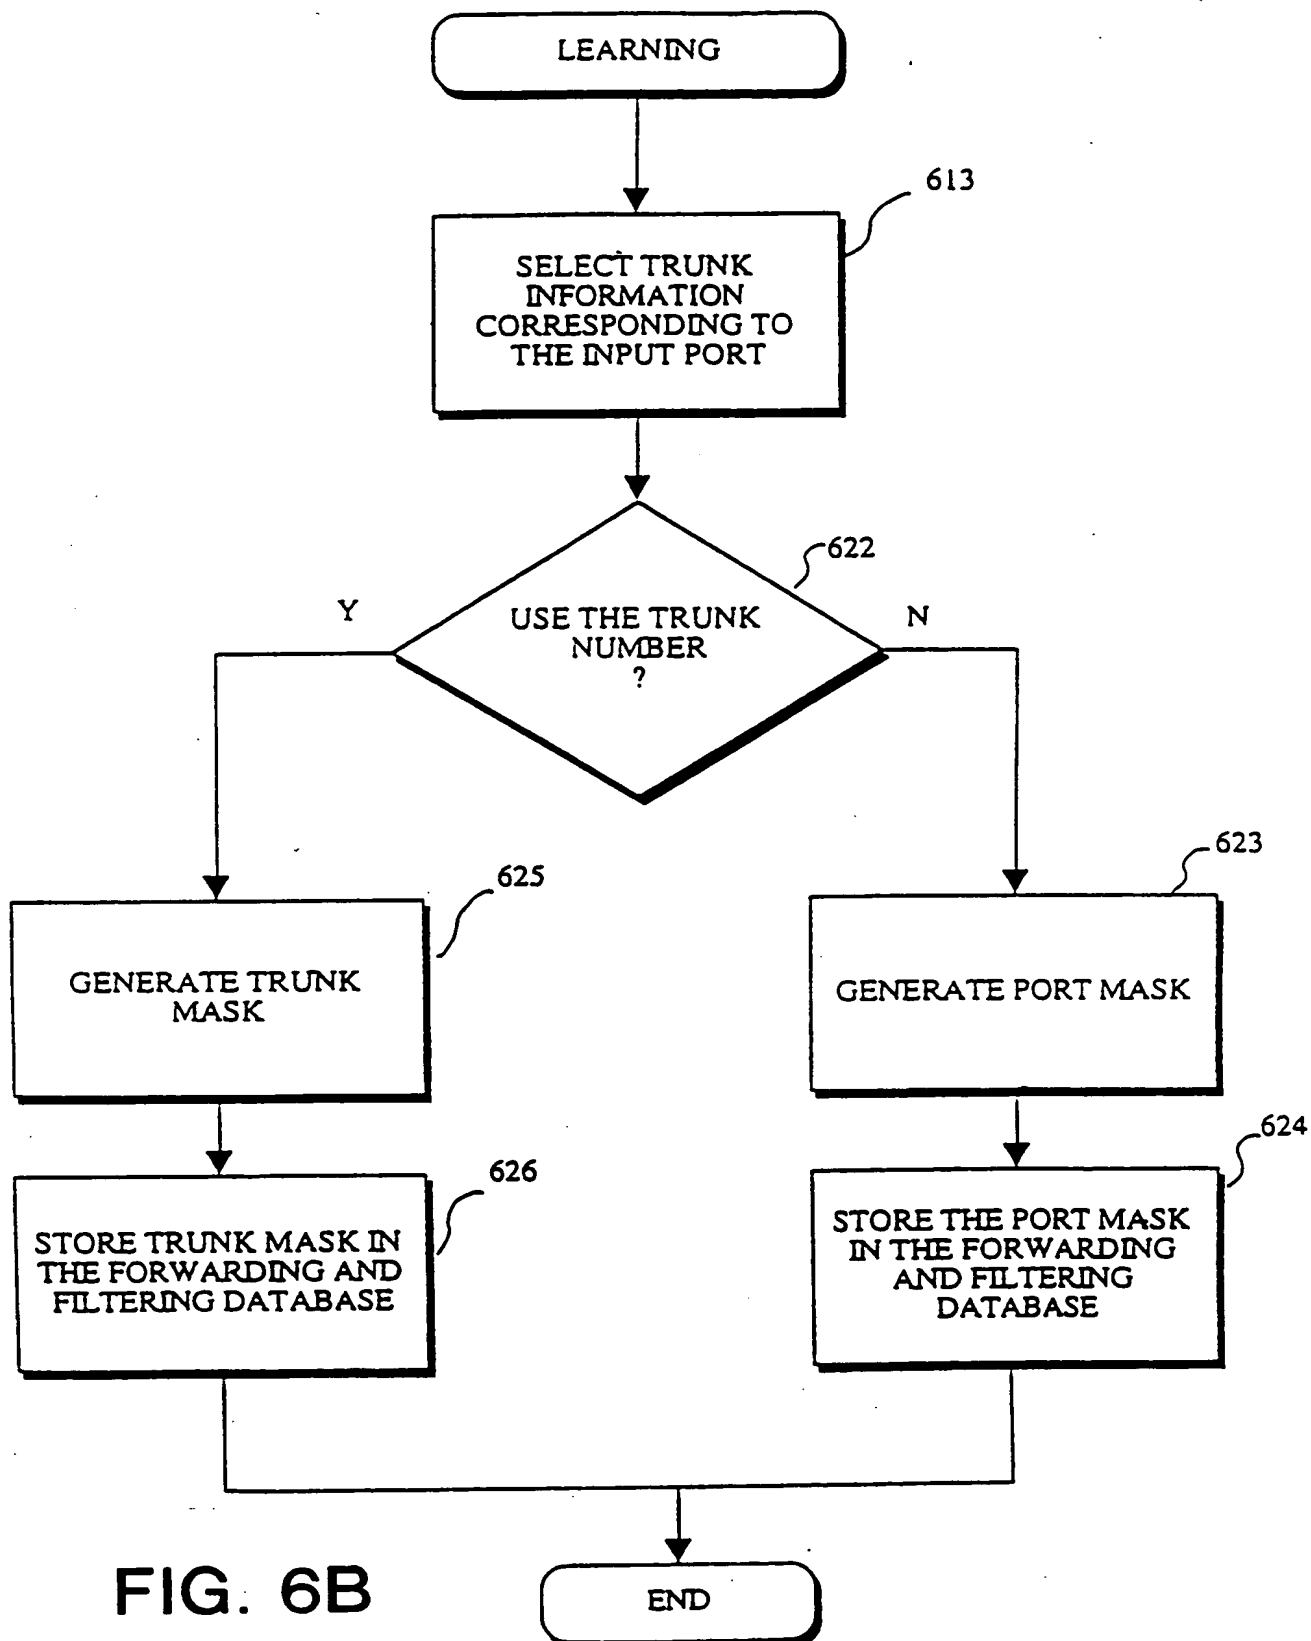 LEARNING
613
SELECT TRUNK
INFORMATION
CORRESPONDING TO
THE INPUT PORT
622
Y
USE THE TRUNK
NUMBER
?
N
625
GENERATE TRUNK
MASK
623
GENERATE PORT MASK
626
STORE TRUNK MASK IN
THE FORWARDING AND
FILTERING DATABASE
624
STORE THE PORT MASK
IN THE FORWARDING
AND FILTERING
DATABASE
END
FIG. 6B